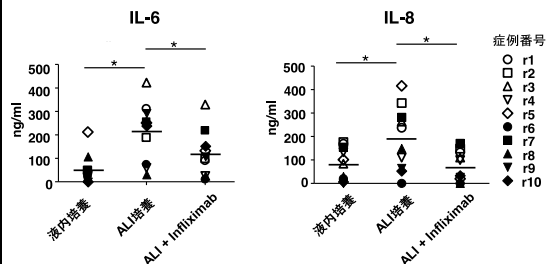 IL-6
IL-8
*
*
*
*
ng/ml
500
400
300
200
100
0
液内培養
ALI培養
ALI + Infliximab
ng/ml
500
400
300
200
100
0
液内培養
ALI培養
ALI + Infliximab
症例番号
r1
r2
r3
r4
r5
r6
r7
r8
r9
r10